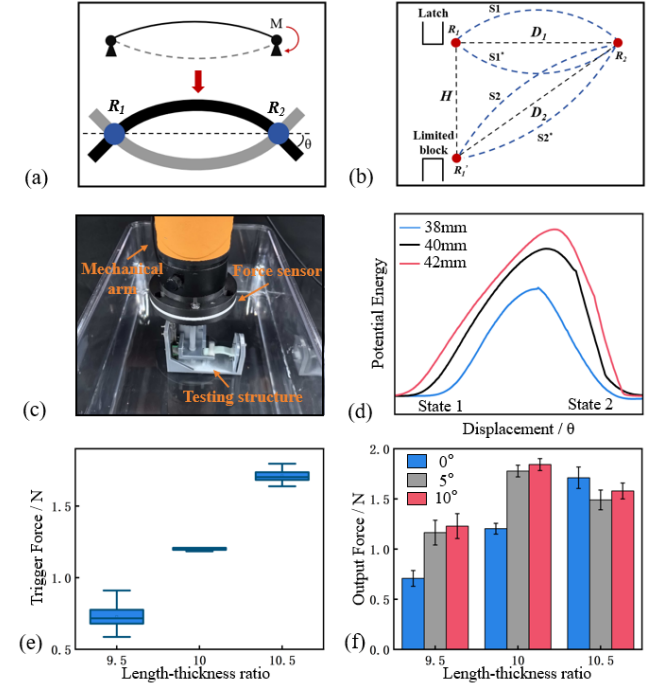 M
R1
R2
θ
(a)
Latch
S1
R1
D1
R2
S1*
S2
H
D2
Limited
block
S2*
R1
(b)
Mechanical
arm
Force sensor
Testing structure
(c)
38mm
40mm
42mm
Potential Energy
State 1
State 2
Displacement / θ
(d)
Trigger Force / N
1.5
1.0
0.5
9.5
10
10.5
Length-thickness ratio
(e)
2.0
1.5
1.0
0.5
0.0
Output Force / N
0°
5°
10°
9.5
10
10.5
Length-thickness ratio
(f)